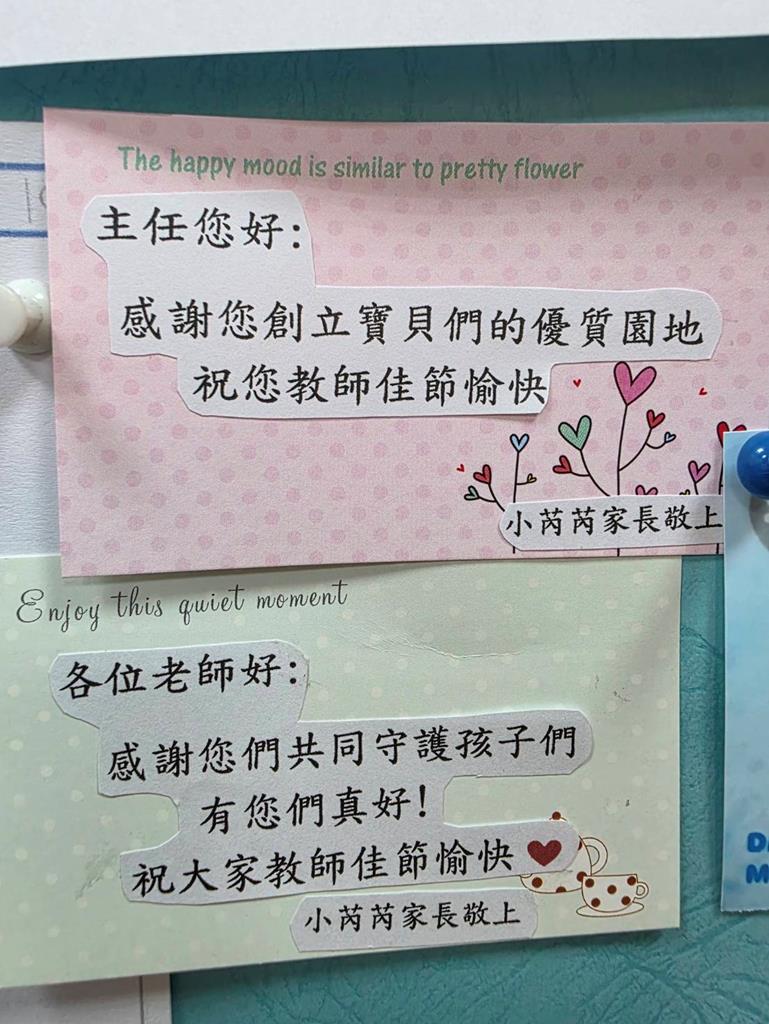 The happy mood is similar to pretty flower
主任您好:
感謝您創立寶貝們的優質園地
祝您教師佳節愉快
小芮芮家長敬上
Enjoy this quiet moment
各位老師好:
感謝您們共同守護孩子們
有您們真好!
祝大家教師佳節愉快
小芮芮家長敬上